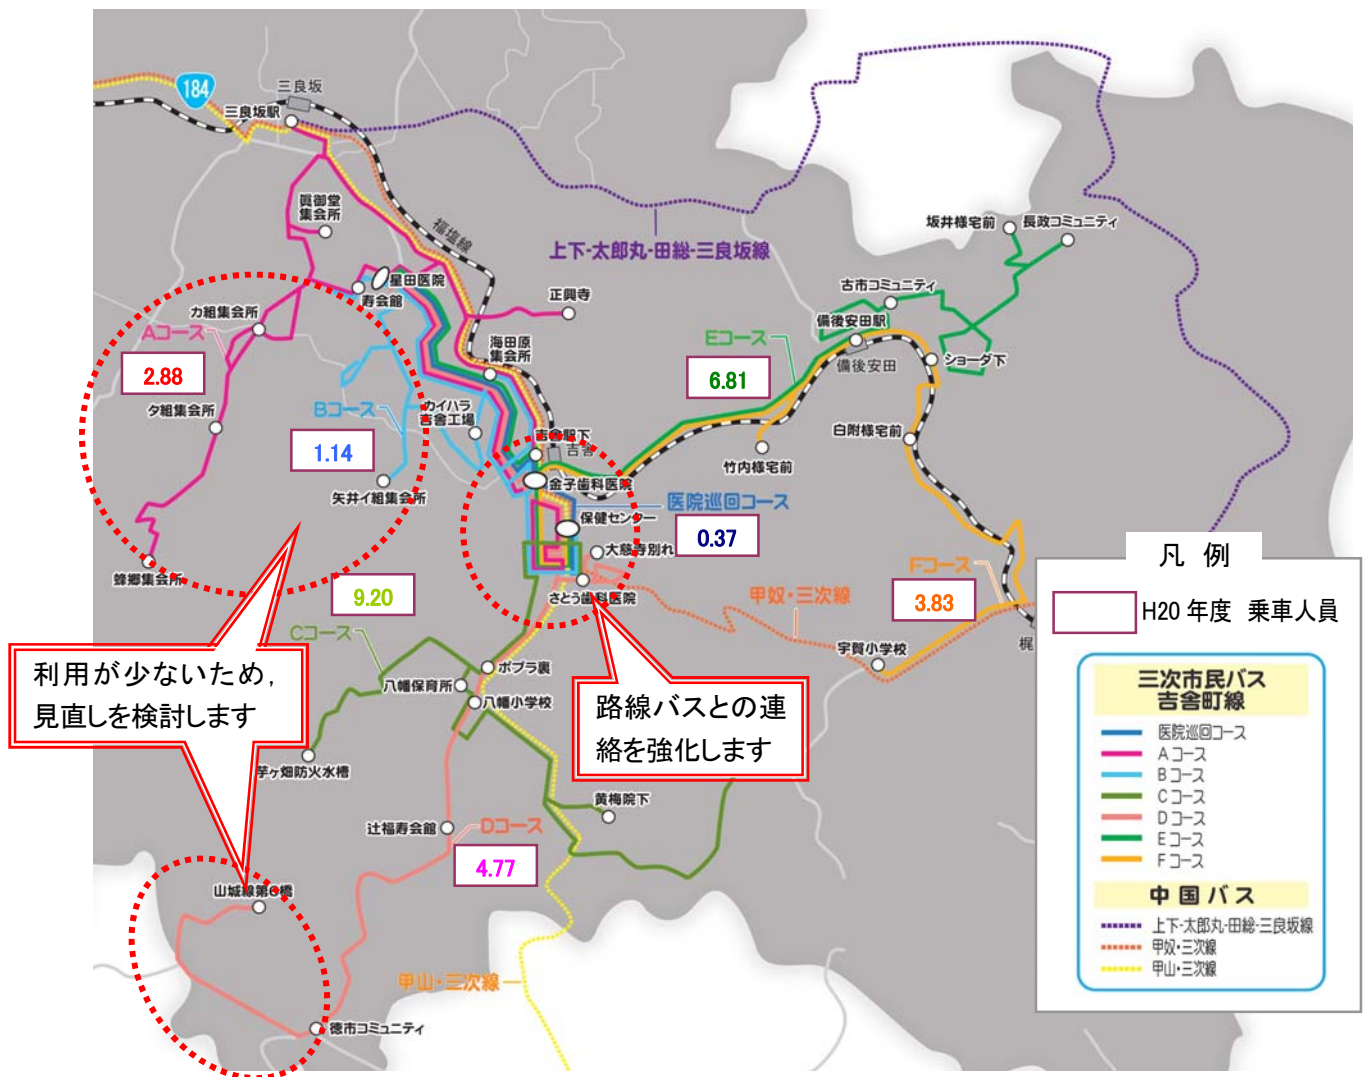 184
三良坂
三良坂駅
眞御堂
集会所
福塩線
上下-太郎丸-田総-三良坂線
坂井様宅前
長政コミュニティ
星田医院
寿会館
正興寺
古市コミュニティ
備後安田駅
備後安田
ショーダ下
カ組集会所
Aコース
2.88
海田原
集会所
Eコース
6.81
タ組集会所
Bコース
1.14
カイハラ
吉舎工場
吉舎駅下
吉舎
白附様宅前
竹内様宅前
矢井イ組集会所
金子歯科医院
医院巡回コース
0.37
保健センター
大慈寺別れ
蜂郷集会所
さとう歯科医院
9.20
Cコース
甲奴・三次線
Fコース
3.83
宇賀小学校
梶
利用が少ないため，
見直しを検討します
ポプラ裏
八幡保育所
八幡小学校
路線バスとの連
絡を強化します
芋ヶ畑防火水槽
黄梅院下
辻福寿会館
Dコース
4.77
山城線第6橋
甲山・三次線
徳市コミュニティ
凡 例
H20 年度 乗車人員
三次市民バス
吉舎町線
医院巡回コース
Aコース
Bコース
Cコース
Dコース
Eコース
Fコース
中国バス
上下-太郎丸-田総-三良坂線
甲奴・三次線
甲山・三次線